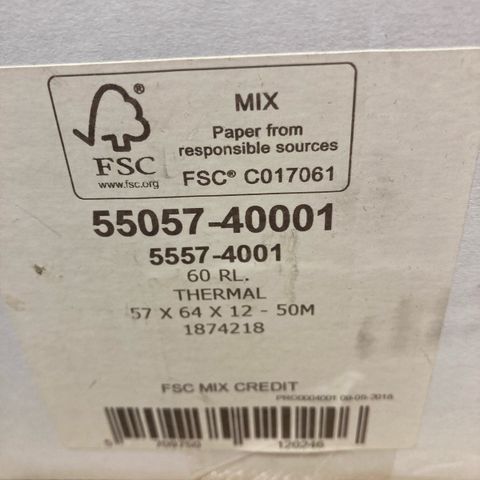 MIX
Paper from
responsible sources
FSC® C017061
FSC
www.fsc.org
55057-40001
5557-4001
60 RL.
THERMAL
57 X 64 X 12 - 50M
1874218
FSC MIX CREDIT